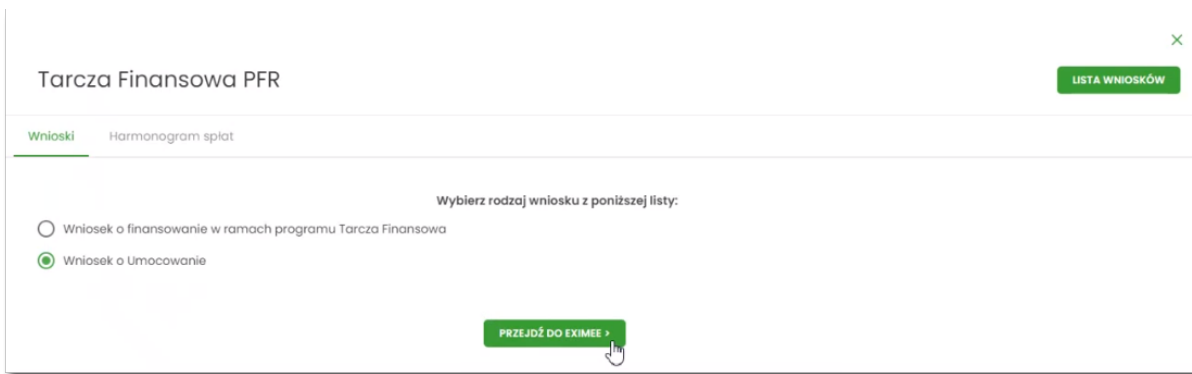 Tarcza Finansowa PFR
LISTA WNIOSKÓW
Wnioski Harmonogram spłat
Wybierz rodzaj wniosku z poniższej listy:
Wniosek o finansowanie w ramach programu Tarcza Finansowa
Wniosek o Umocowanie
PRZEJDŹ DO EXIMEE >